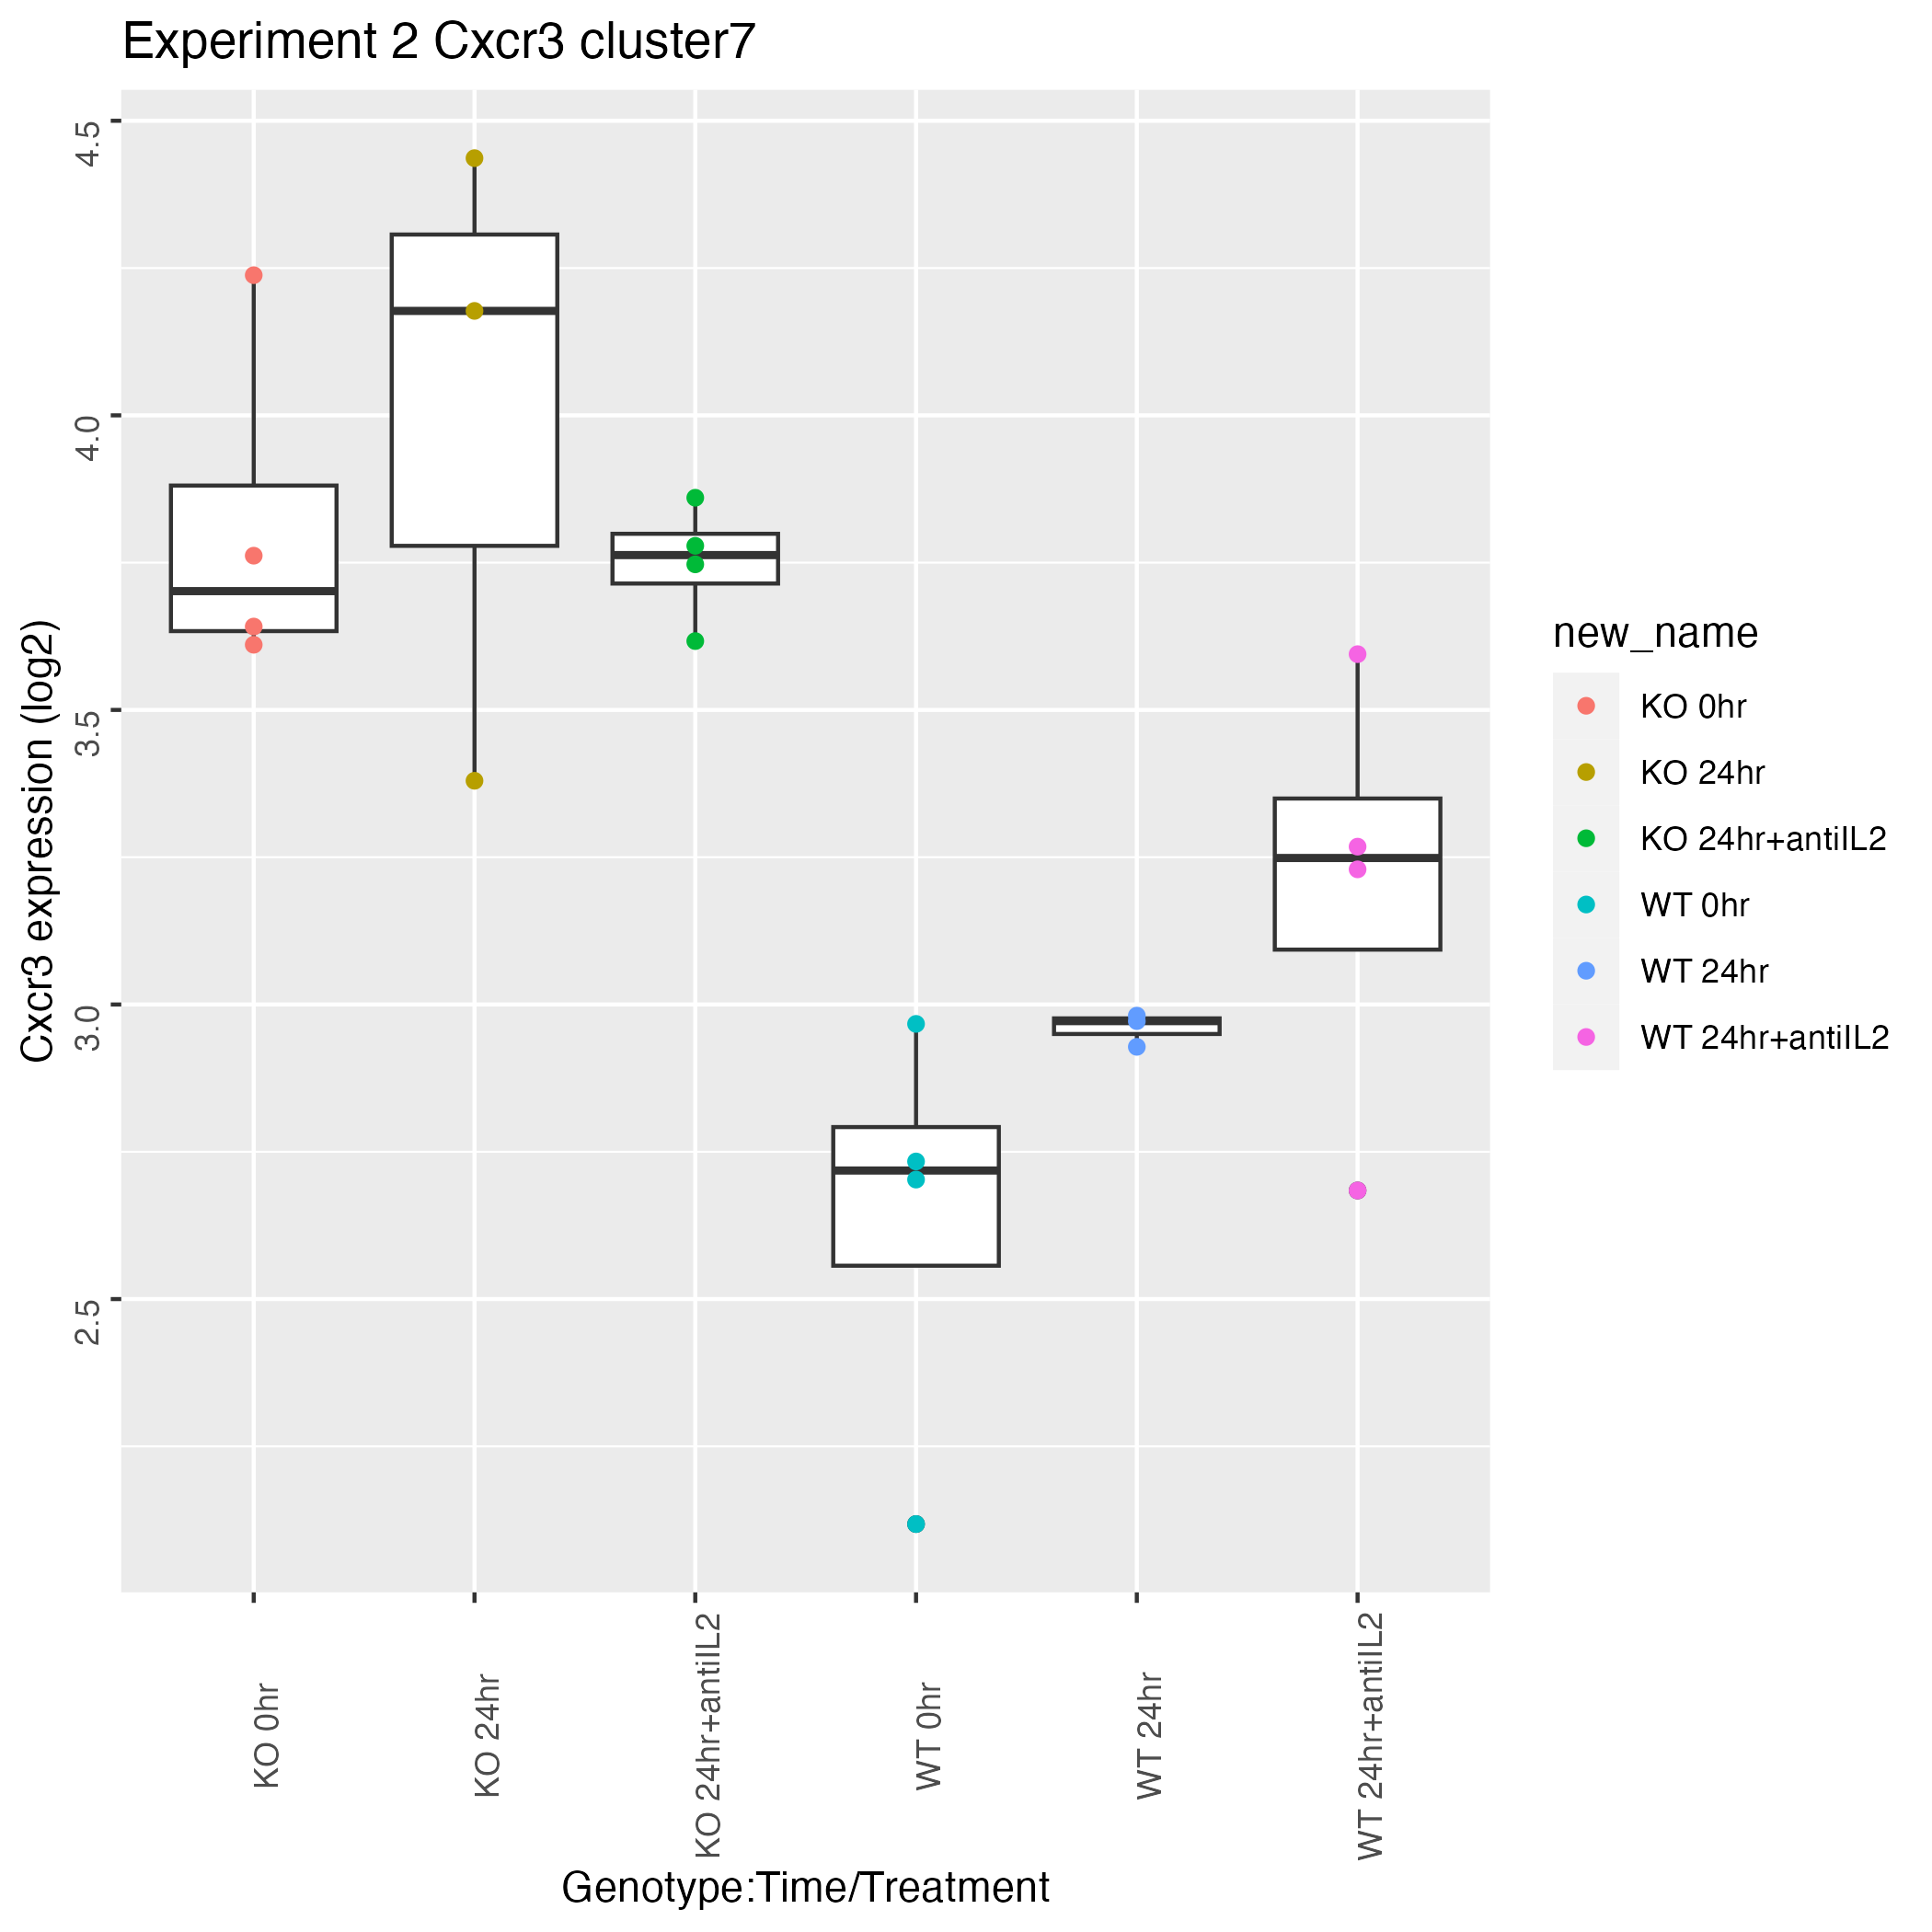 Experiment 2 Cxcr3 cluster7
Cxcr3 expression (log2)
4.5
4.0
3.5
3.0
2.5
KO 0hr
KO 24hr
KO 24hr+antiIL2
WT 0hr
WT 24hr
WT 24hr+antiIL2
Genotype:Time/Treatment
new_name
KO 0hr
KO 24hr
KO 24hr+antiIL2
WT 0hr
WT 24hr
WT 24hr+antiIL2